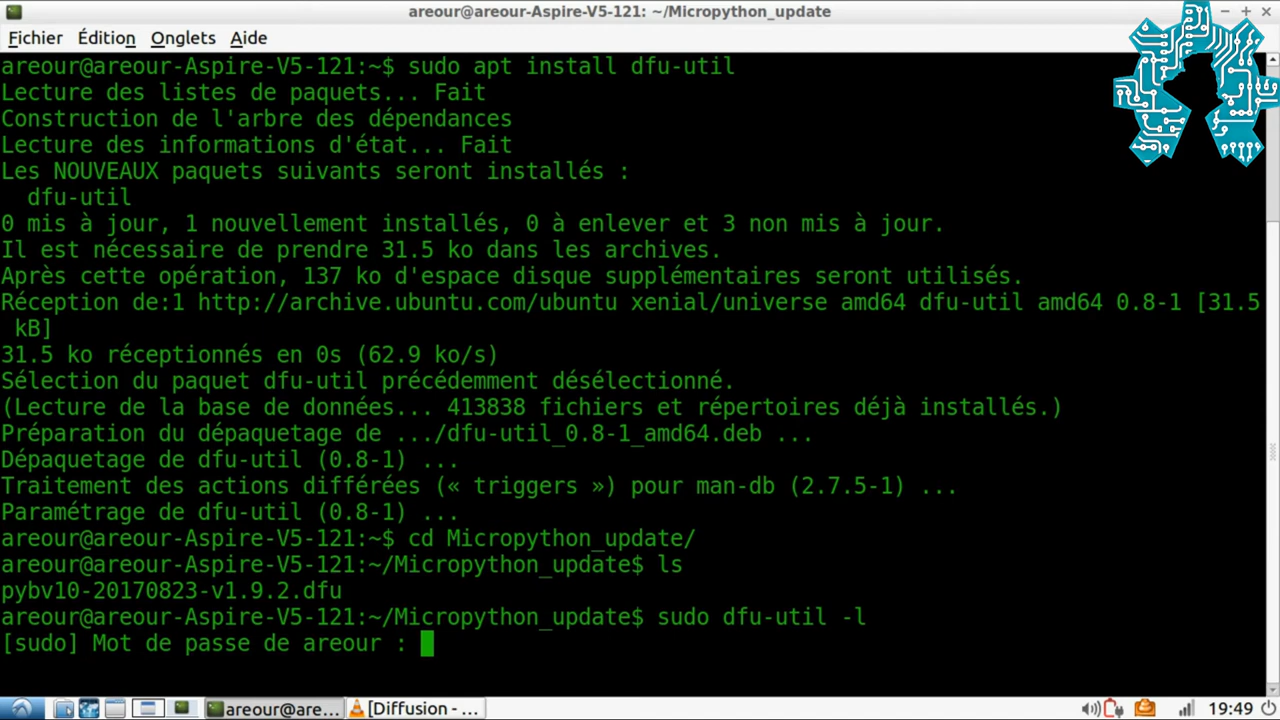 areour@areour-Aspire-V5-121: ~/Micropython_update
Fichier Édition Onglets Aide
areour@areour-Aspire-V5-121:~$ sudo apt install dfu-util
Lecture des listes de paquets... Fait
Construction de l'arbre des dépendances
Lecture des informations d'état... Fait
Les NOUVEAUX paquets suivants seront installés :
  dfu-util
0 mis à jour, 1 nouvellement installés, 0 à enlever et 3 non mis à jour.
Il est nécessaire de prendre 31.5 ko dans les archives.
Après cette opération, 137 ko d'espace disque supplémentaires seront utilisés.
Réception de:1 http://archive.ubuntu.com/ubuntu xenial/universe amd64 dfu-util amd64 0.8-1 [31.5
 kB]
31.5 ko réceptionnés en 0s (62.9 ko/s)
Sélection du paquet dfu-util précédemment désélectionné.
(Lecture de la base de données... 413838 fichiers et répertoires déjà installés.)
Préparation du dépaquetage de .../dfu-util_0.8-1_amd64.deb ...
Dépaquetage de dfu-util (0.8-1) ...
Traitement des actions différées (« triggers ») pour man-db (2.7.5-1) ...
Paramétrage de dfu-util (0.8-1) ...
areour@areour-Aspire-V5-121:~$ cd Micropython_update/
areour@areour-Aspire-V5-121:~/Micropython_update$ ls
pybv10-20170823-v1.9.2.dfu
areour@areour-Aspire-V5-121:~/Micropython_update$ sudo dfu-util -l
[sudo] Mot de passe de areour :
areour@are... [Diffusion - ... 19:49